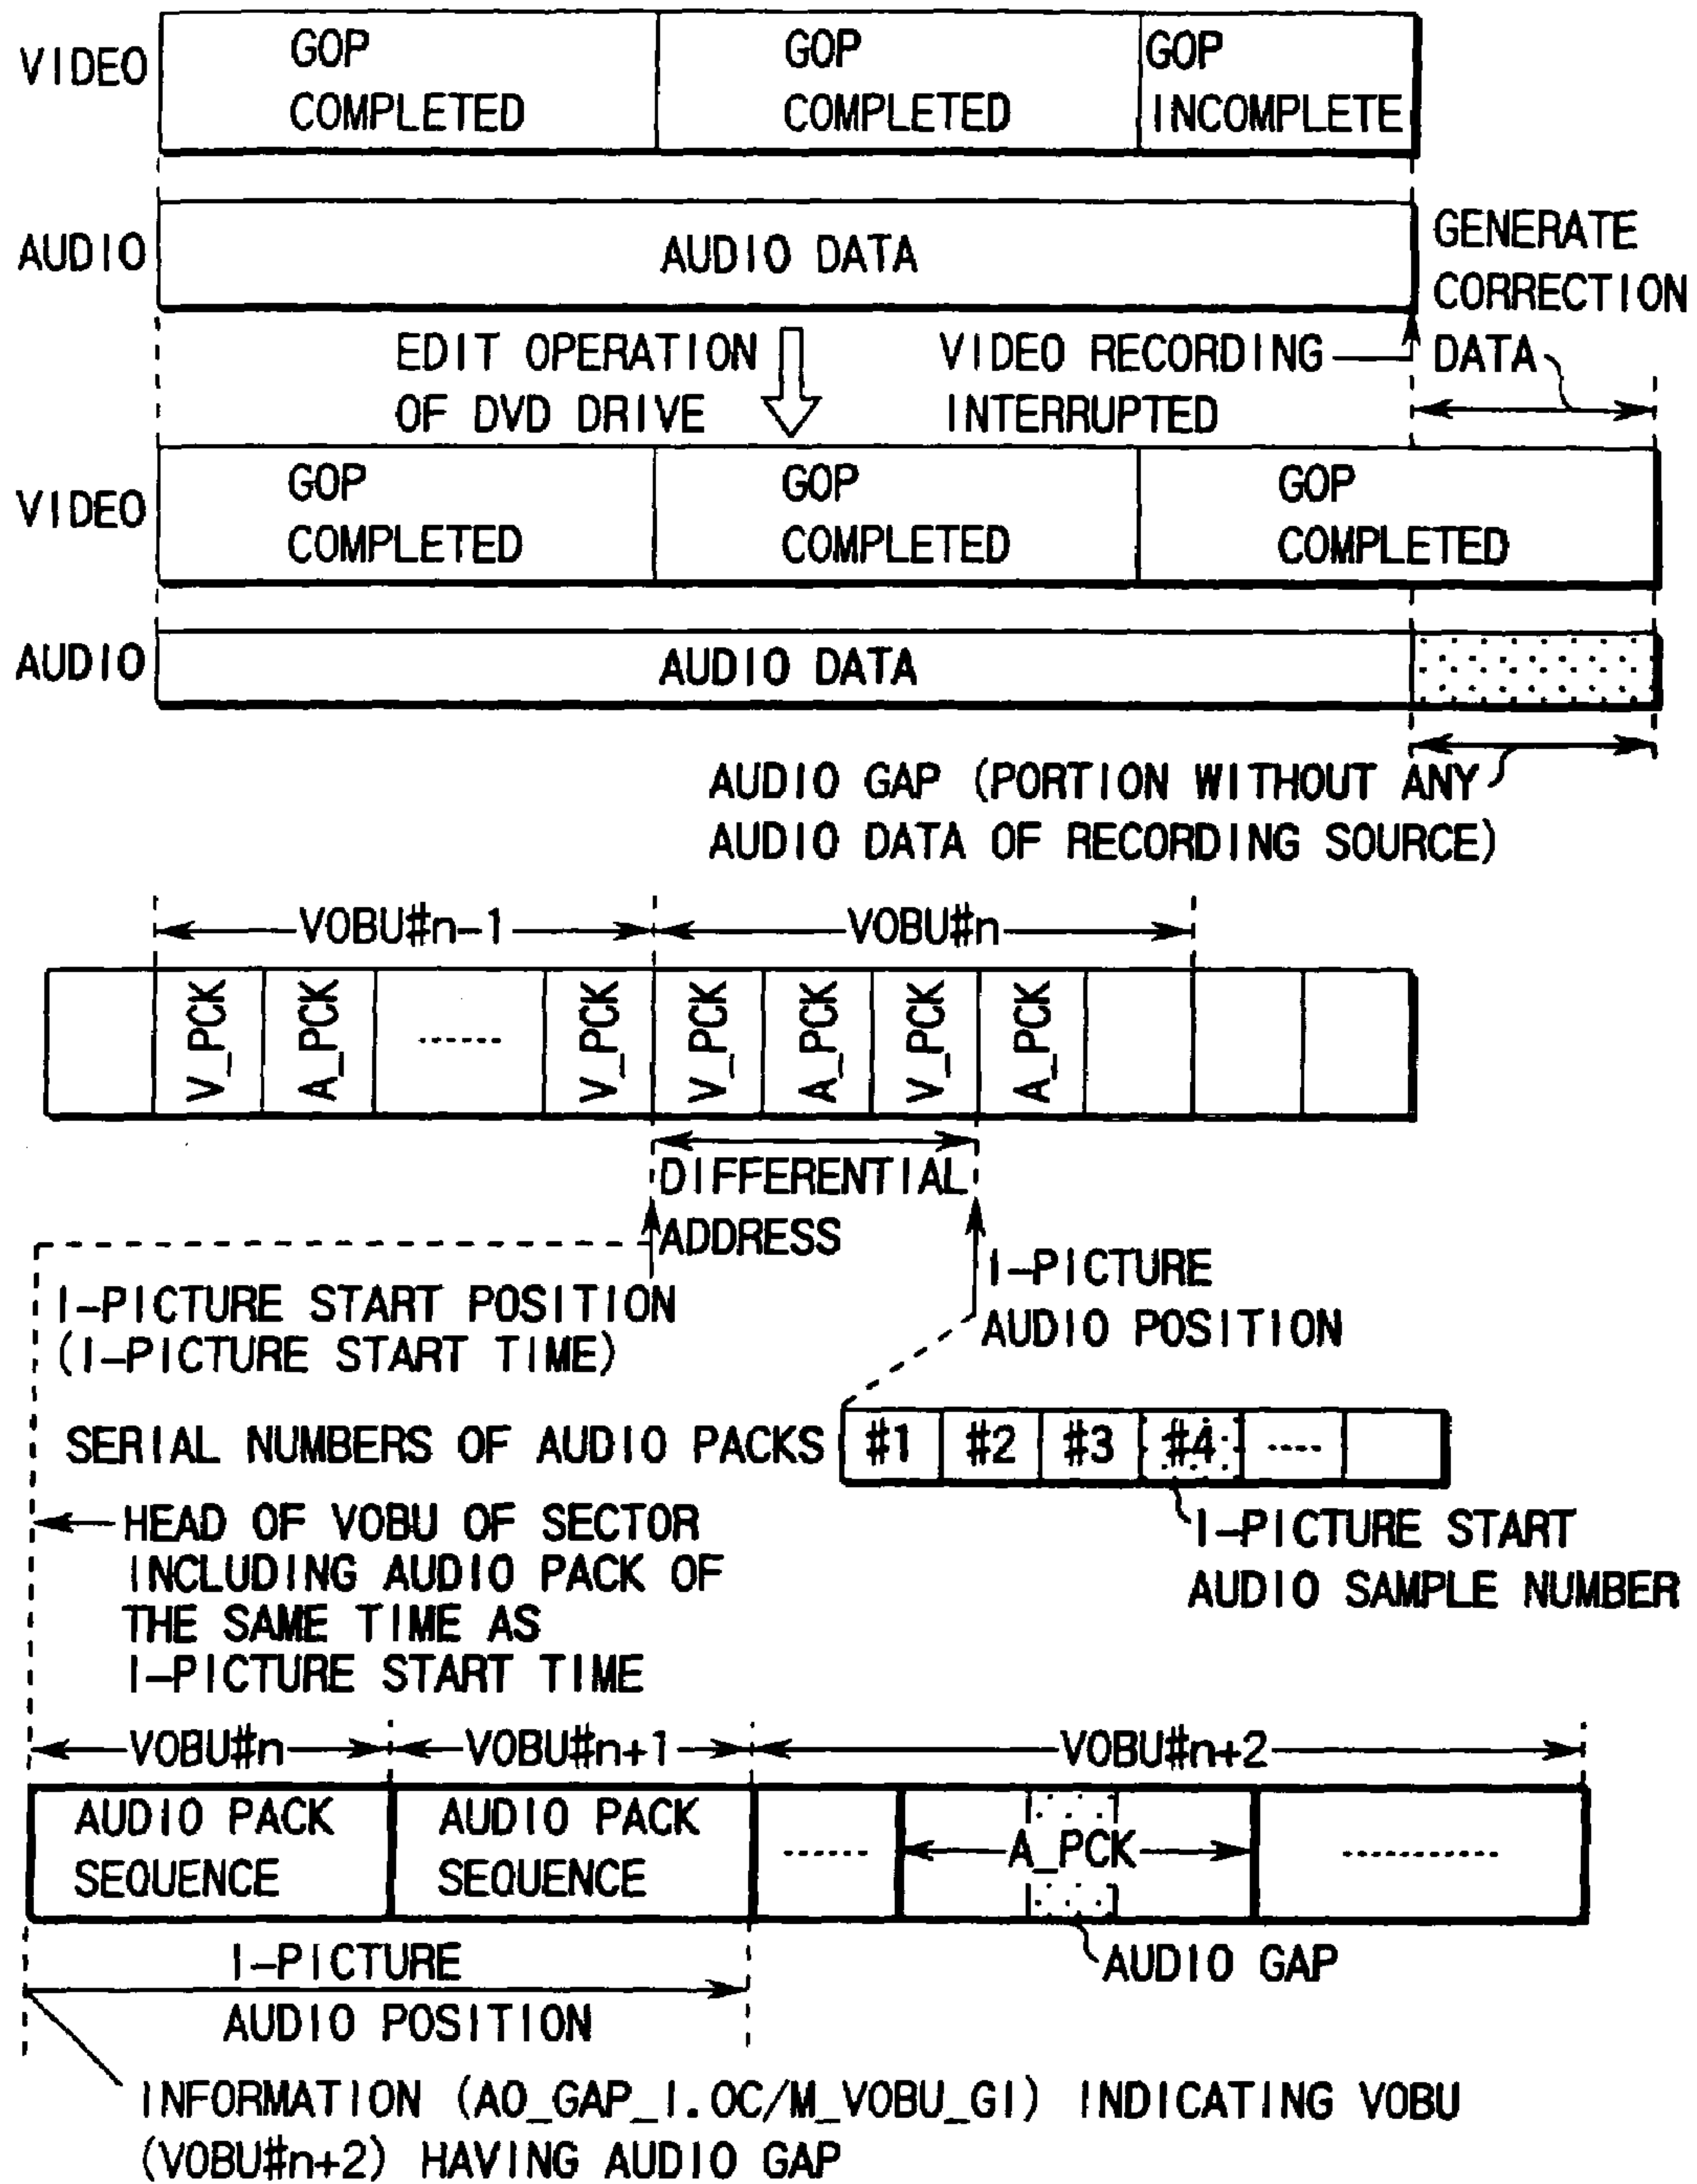 VIDEO
GOP
COMPLETED
GOP
COMPLETED
GOP
INCOMPLETE
AUDIO
AUDIO DATA
GENERATE
CORRECTION
DATA
EDIT OPERATION
OF DVD DRIVE
VIDEO RECORDING
INTERRUPTED
VIDEO
GOP
COMPLETED
GOP
COMPLETED
GOP
COMPLETED
AUDIO
AUDIO DATA
AUDIO GAP (PORTION WITHOUT ANY
AUDIO DATA OF RECORDING SOURCE)
VOBU#n-1
VOBU#n
V_PCK
A_PCK
V_PCK
V_PCK
A_PCK
V_PCK
A_PCK
DIFFERENTIAL
ADDRESS
I-PICTURE START POSITION
(I-PICTURE START TIME)
I-PICTURE
AUDIO POSITION
SERIAL NUMBERS OF AUDIO PACKS
#1 #2 #3 #4
I-PICTURE START
AUDIO SAMPLE NUMBER
HEAD OF VOBU OF SECTOR
INCLUDING AUDIO PACK OF
THE SAME TIME AS
I-PICTURE START TIME
VOBU#n
VOBU#n+1
VOBU#n+2
AUDIO PACK
SEQUENCE
AUDIO PACK
SEQUENCE
A_PCK
AUDIO GAP
I-PICTURE
AUDIO POSITION
INFORMATION (A0_GAP_I.OC/M_VOBU_GI) INDICATING VOBU
(VOBU#n+2) HAVING AUDIO GAP